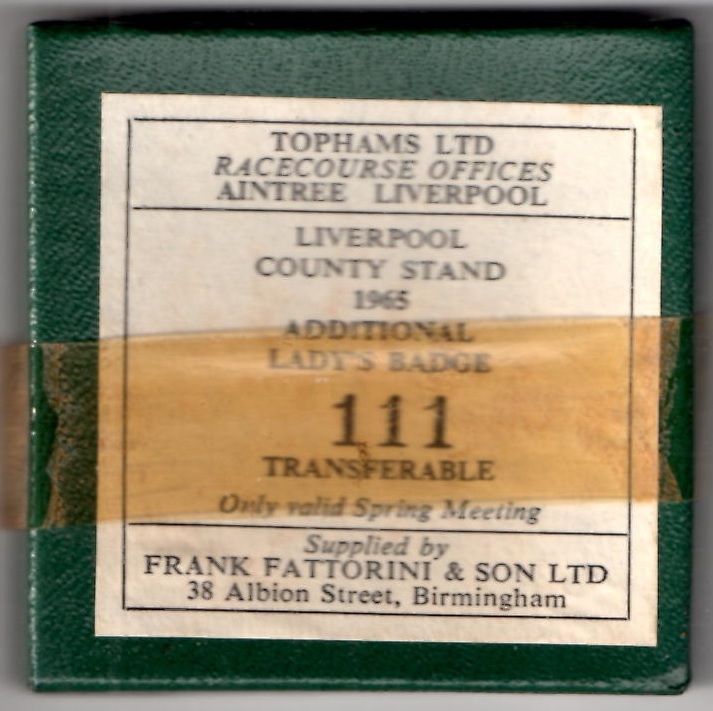 TOPHAMS LTD
RACECOURSE OFFICES
AINTREE LIVERPOOL
LIVERPOOL
COUNTY STAND
1965
ADDITIONAL
LADY'S BADGE
111
TRANSFERABLE
Only valid Spring Meeting
Supplied by
FRANK FATTORINI & SON LTD
38 Albion Street, Birmingham